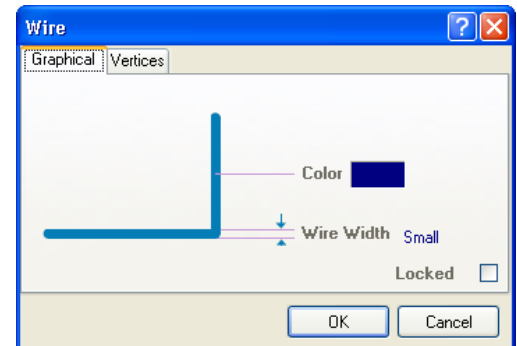 Wire
Graphical Vertices
Color
Wire Width Small
Locked
OK Cancel